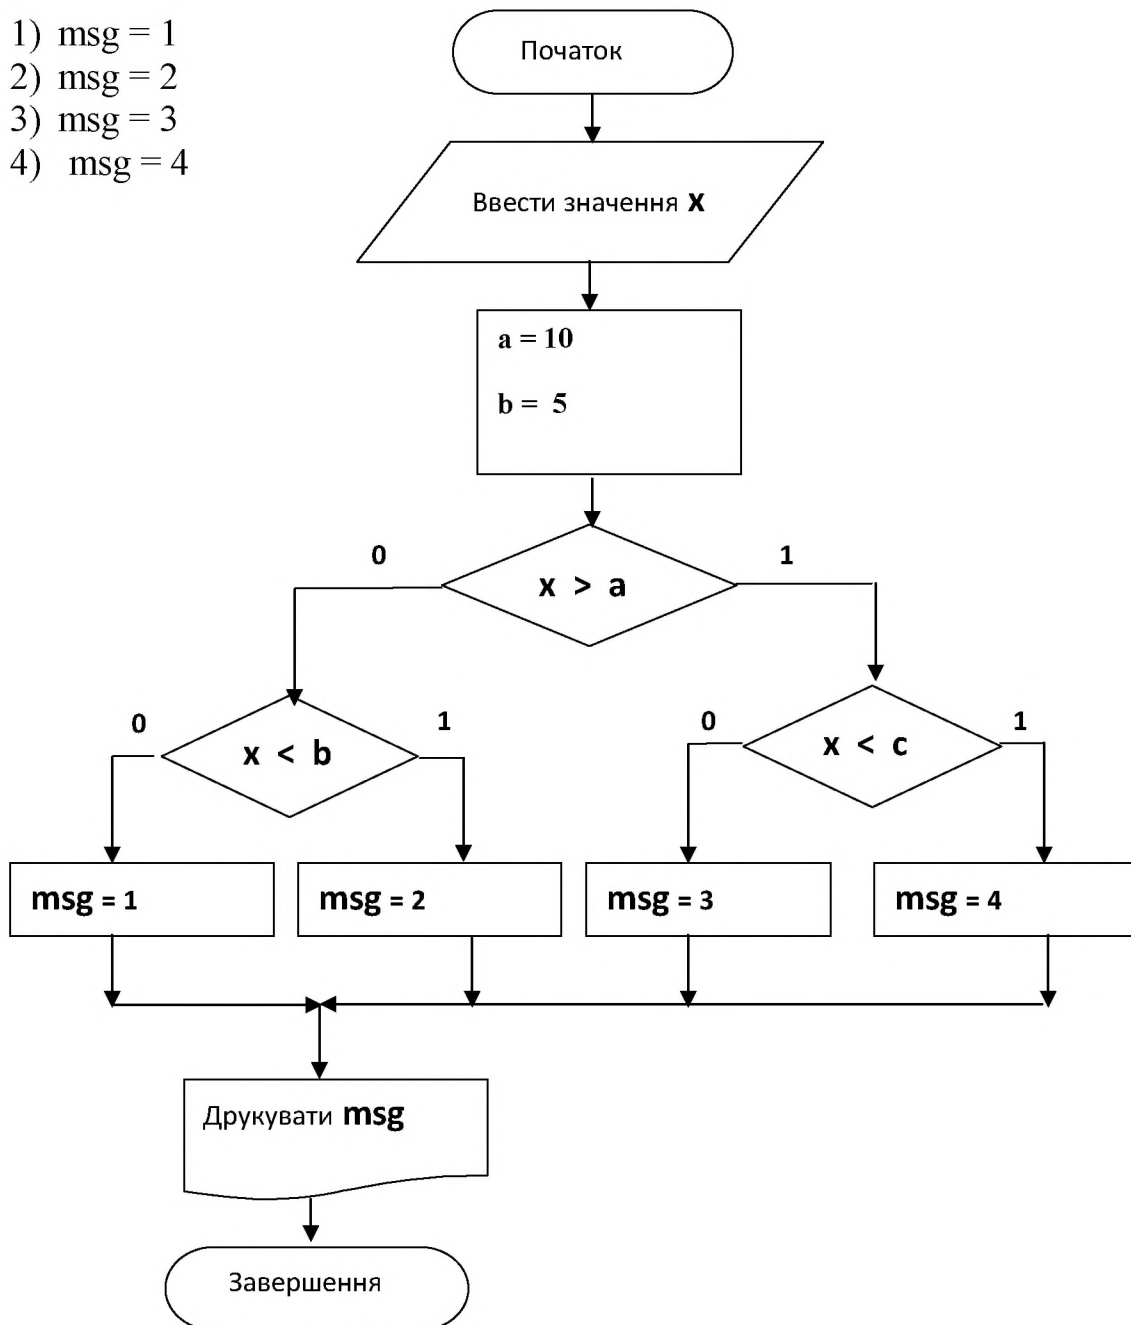 1) msg = 1
2) msg = 2
3) msg = 3
4) msg = 4
Початок
Ввести значення x
a = 10
b = 5
0
1
x > a
0
1
0
1
x < b
x < c
msg = 1
msg = 2
msg = 3
msg = 4
Друкувати msg
Завершення